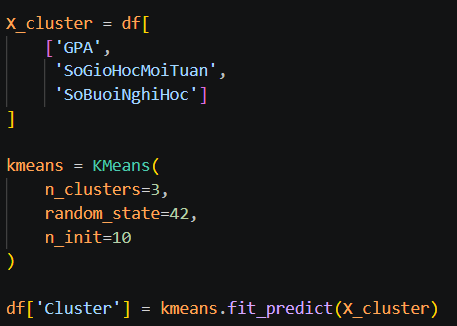 X_cluster = df[
    ['GPA',
     'SoGioHocMoiTuan',
     'SoBuoiNghiHoc']
]

kmeans = KMeans(
    n_clusters=3,
    random_state=42,
    n_init=10
)

df['Cluster'] = kmeans.fit_predict(X_cluster)